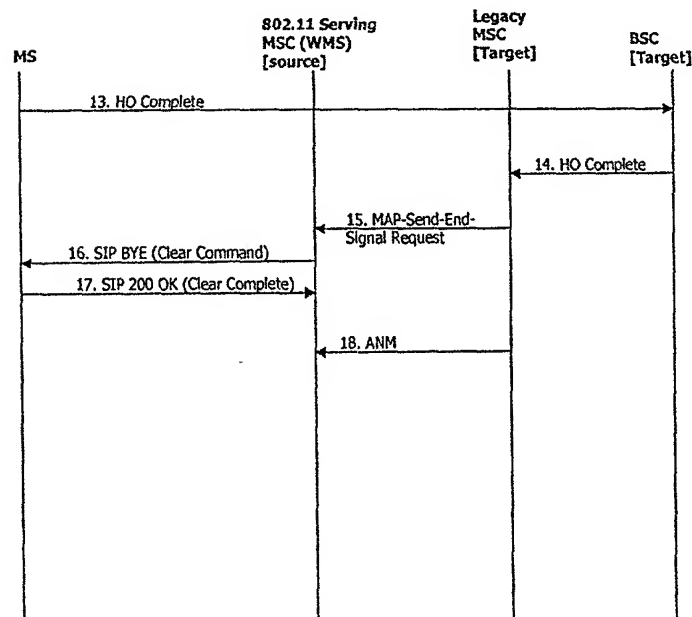 MS
802.11 Serving
MSC (WMS)
[source]
Legacy
MSC
[Target]
BSC
[Target]
13. HO Complete
14. HO Complete
15. MAP-Send-End-
Signal Request
16. SIP BYE (Clear Command)
17. SIP 200 OK (Clear Complete)
18. ANM